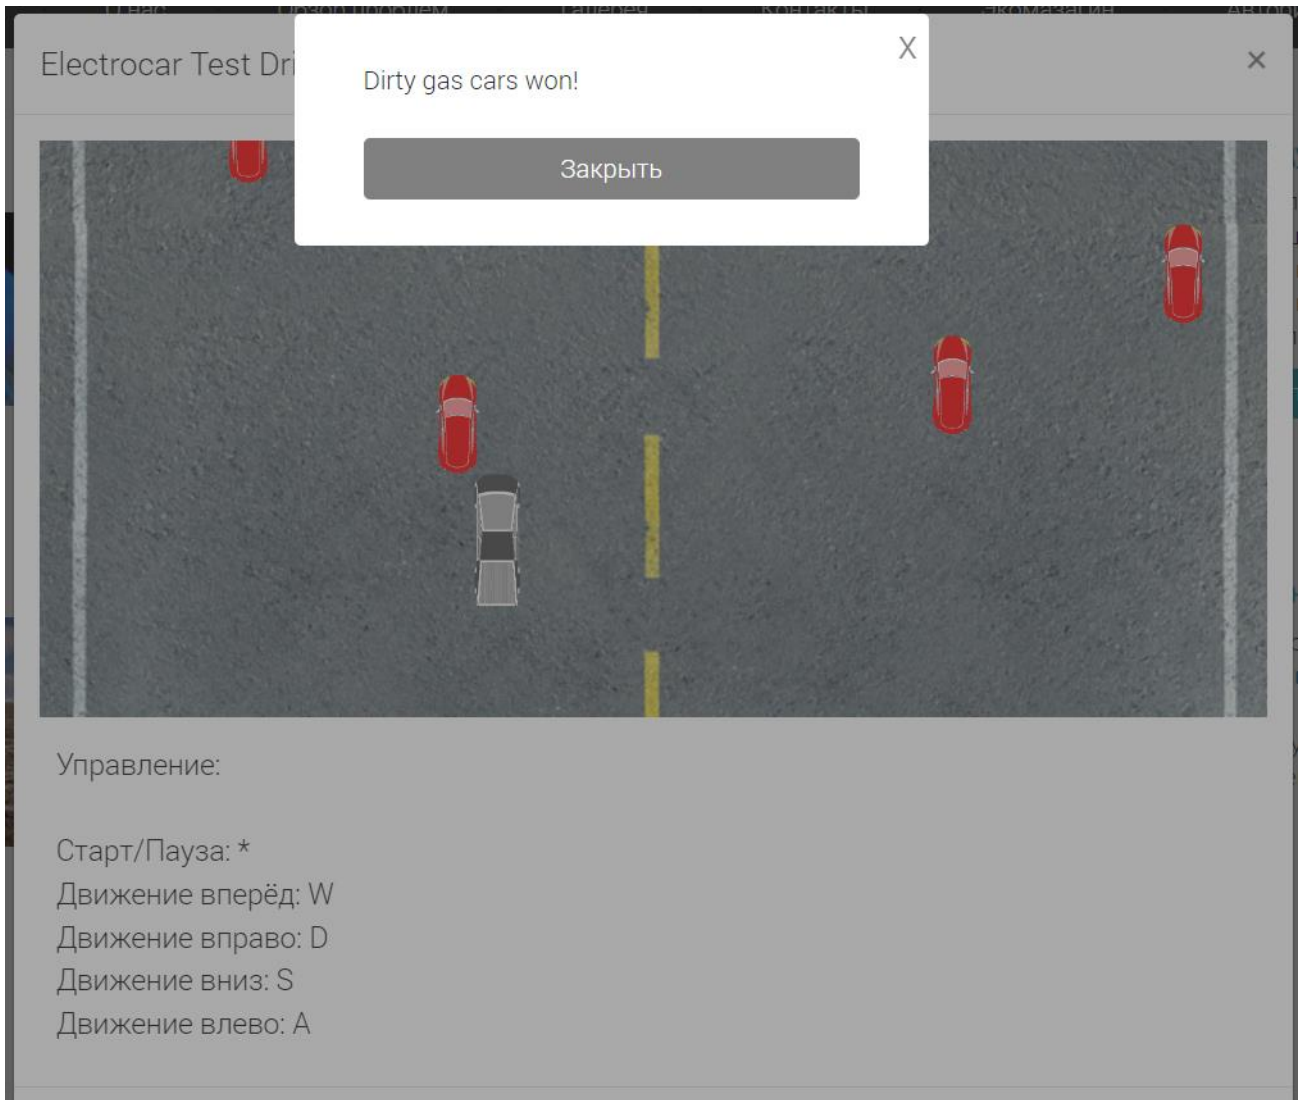 Electrocar Test Dri
X
×
Dirty gas cars won!
Закрыть
Управление:
Старт/Пауза: *
Движение вперёд: W
Движение вправо: D
Движение вниз: S
Движение влево: A